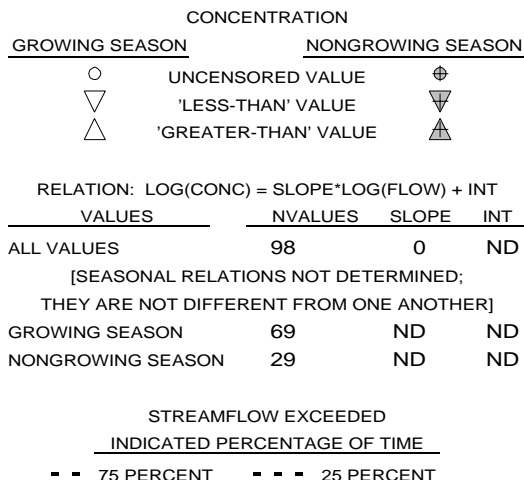 CONCENTRATION
GROWING SEASON NONGROWING SEASON
UNCENSORED VALUE
'LESS-THAN' VALUE
'GREATER-THAN' VALUE
RELATION: LOG(CONC) = SLOPE*LOG(FLOW) + INT
VALUES NVALUES SLOPE INT
ALL VALUES 98 0 ND
[SEASONAL RELATIONS NOT DETERMINED;
THEY ARE NOT DIFFERENT FROM ONE ANOTHER]
GROWING SEASON 69 ND ND
NONGROWING SEASON 29 ND ND
STREAMFLOW EXCEEDED
INDICATED PERCENTAGE OF TIME
75 PERCENT 25 PERCENT